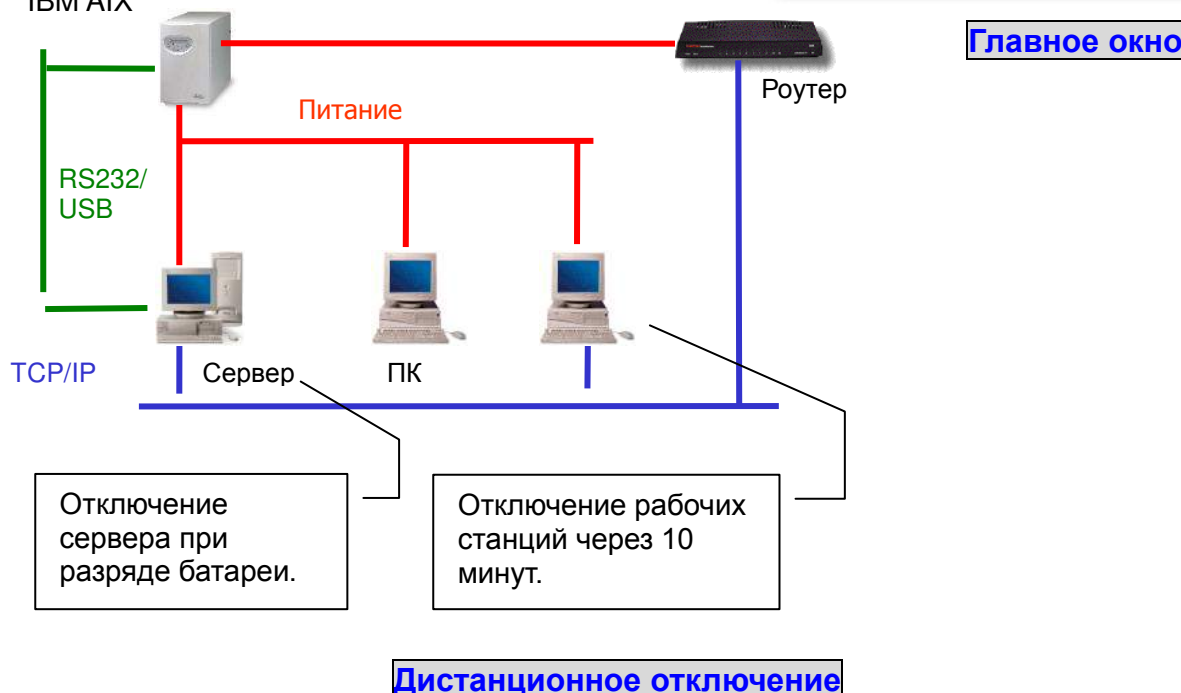 IBM AIX
Главное окно
Роутер
Питание
RS232/
USB
TCP/IP
Сервер
ПК
Отключение
сервера при
разряде батареи.
Отключение рабочих
станций через 10
минут.
Дистанционное отключение